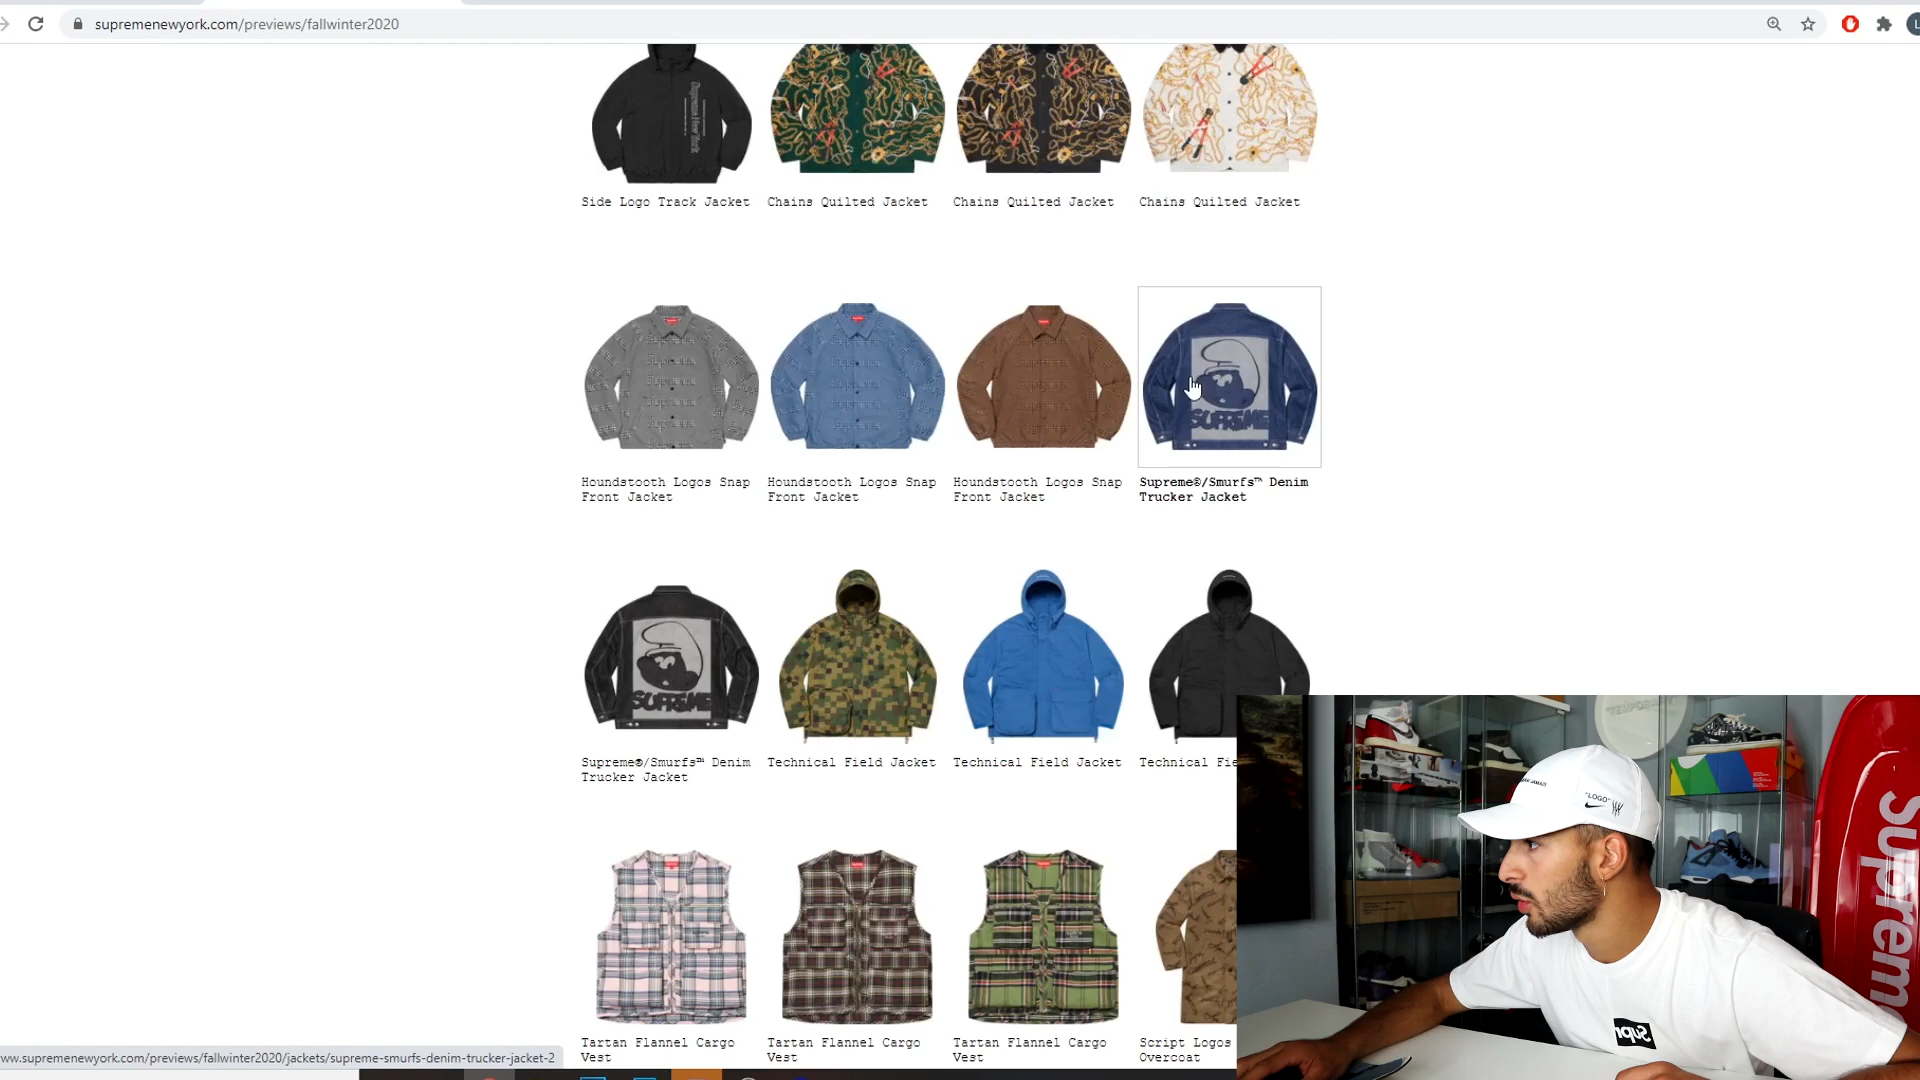 supremenewyork.com/previews/fallwinter2020
Side Logo Track Jacket
Chains Quilted Jacket
Chains Quilted Jacket
Chains Quilted Jacket
Houndstooth Logos Snap
Front Jacket
Houndstooth Logos Snap
Front Jacket
Houndstooth Logos Snap
Front Jacket
SUPREME
Supreme®/Smurfs™ Denim
Trucker Jacket
SUPREME
Supreme®/Smurfs™ Denim
Trucker Jacket
Technical Field Jacket
Technical Field Jacket
Technical Fie
Tartan Flannel Cargo
Vest
Tartan Flannel Cargo
Vest
Tartan Flannel Cargo
Vest
Script Logos
Overcoat
ww.supremenewyork.com/previews/fallwinter2020/jackets/supreme-smurfs-denim-trucker-jacket-2
"LOGO"
Supreme